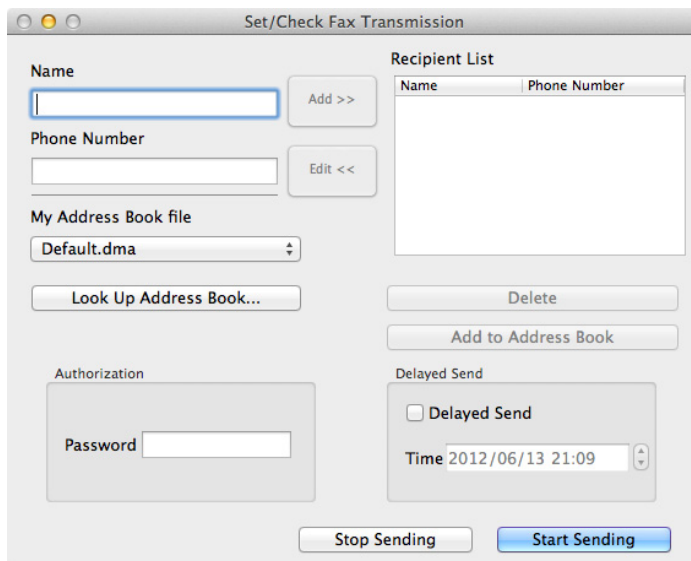 Set/Check Fax Transmission
Name
Add >>
Phone Number
Edit <<
My Address Book file
Default.dma
Look Up Address Book...
Recipient List
Name Phone Number
Delete
Add to Address Book
Authorization
Password
Delayed Send
Delayed Send
Time 2012/06/13 21:09
Stop Sending
Start Sending